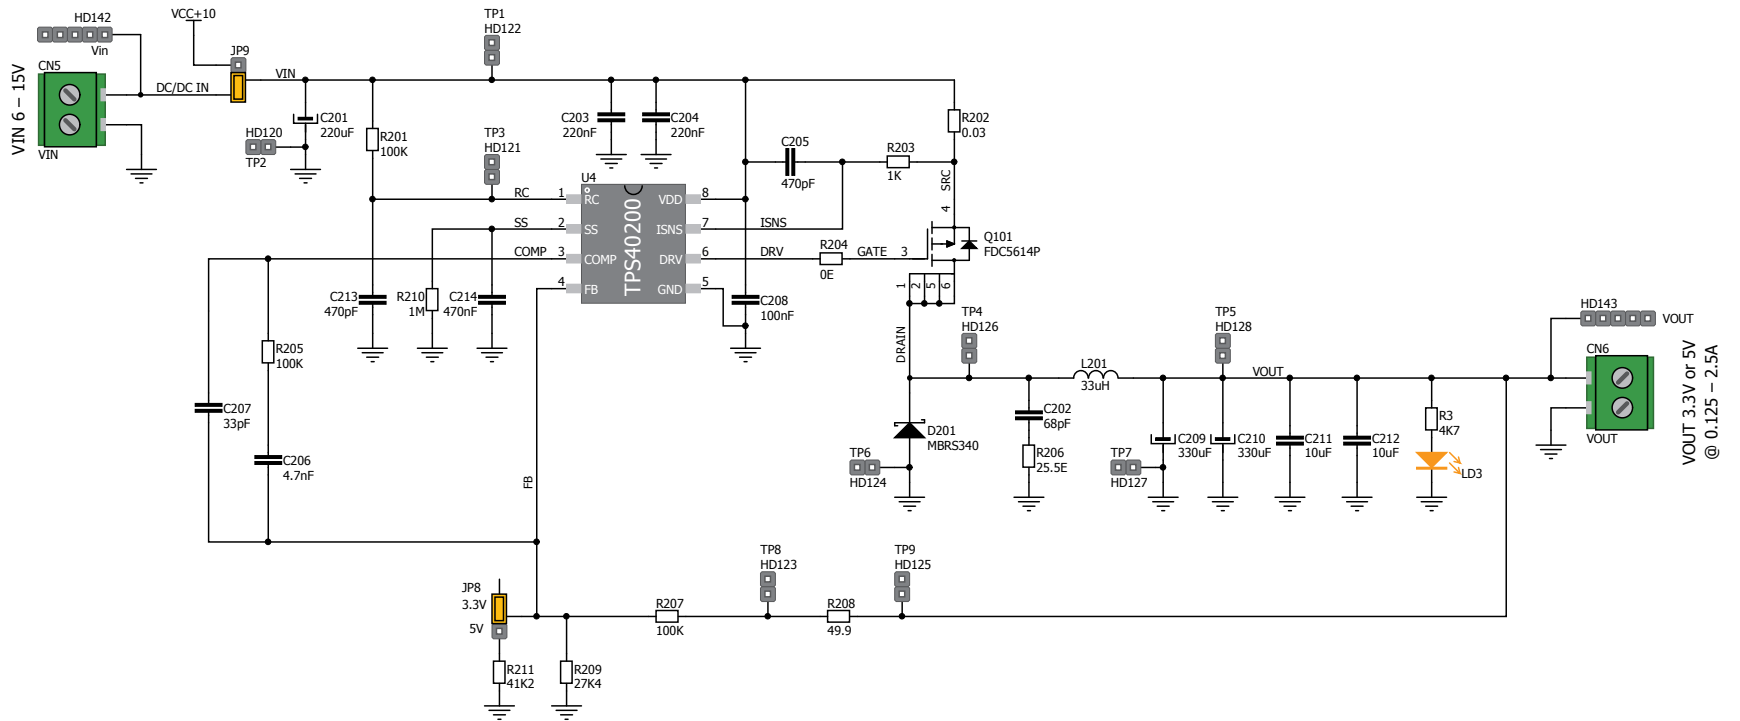 HD142
Vin
VCC+10
JP9
TP1
HD122
CN5
DC/DC IN
VIN
VIN 6 – 15V
VIN
C201
220uF
HD120
TP2
R201
100K
TP3
HD121
C203
220nF
C204
220nF
C205
470pF
R203
1K
R202
0.03
SRC
4
U4
TPS40200
RC
1
RC
SS
2
SS
COMP
3
COMP
4
FB
VDD
8
ISNS
7
ISNS
DRV
6
DRV
GND
5
R204
0E
GATE
3
Q101
FDC5614P
1
2
5
6
DRAIN
C213
470pF
R210
1M
C214
470nF
C208
100nF
R205
100K
C207
33pF
C206
4.7nF
FB
TP4
HD126
L201
33uH
TP5
HD128
VOUT
HD143
VOUT
CN6
VOUT
VOUT 3.3V or 5V
@ 0.125 – 2.5A
C202
68pF
R206
25.5E
D201
MBRS340
TP6
HD124
TP7
HD127
C209
330uF
C210
330uF
C211
10uF
C212
10uF
R3
4K7
LD3
JP8
3.3V
5V
R211
41K2
R209
27K4
R207
100K
TP8
HD123
R208
49.9
TP9
HD125